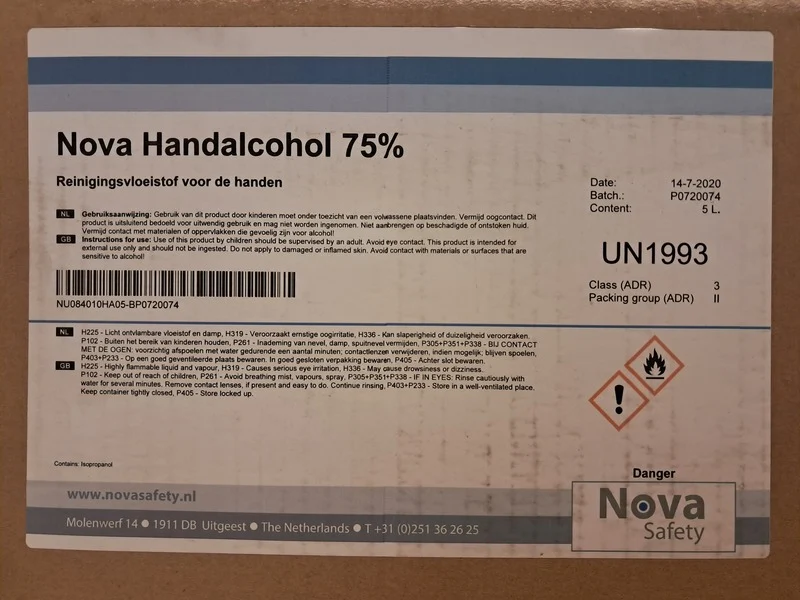 Nova Handalcohol 75%
Reinigingsvloeistof voor de handen
Date: 14-7-2020
Batch.: P0720074
Content: 5 L.
NL Gebruiksaanwijzing: Gebruik van dit product door kinderen moet onder toezicht van een volwassene plaatsvinden. Vermijd oogcontact. Dit
product is uitsluitend bedoeld voor uitwendig gebruik en mag niet worden ingenomen. Niet aanbrengen op beschadigde of ontstoken huid.
Vermijd contact met materialen of oppervlakken die gevoelig zijn voor alcohol!
GB Instructions for use: Use of this product by children should be supervised by an adult. Avoid eye contact. This product is intended for
external use only and should not be ingested. Do not apply to damaged or inflamed skin. Avoid contact with materials or surfaces that are
sensitive to alcohol!
UN1993
NU084010HA05-BP0720074
Class (ADR) 3
Packing group (ADR) II
NL H225 - Licht ontvlambare vloeistof en damp, H319 - Veroorzaakt ernstige oogirritatie, H336 - Kan slaperigheid of duizeligheid veroorzaken.
P102 - Buiten het bereik van kinderen houden, P261 - Inademing van nevel, damp, spuitnevel vermijden, P305+P351+P338 - BIJ CONTACT
MET DE OGEN: voorzichtig afspoelen met water gedurende een aantal minuten; contactlenzen verwijderen, indien mogelijk; blijven spoelen,
P403+P233 - Op een goed geventileerde plaats bewaren. In goed gesloten verpakking bewaren, P405 - Achter slot bewaren.
GB H225 - Highly flammable liquid and vapour, H319 - Causes serious eye irritation, H336 - May cause drowsiness or dizziness.
P102 - Keep out of reach of children, P261 - Avoid breathing mist, vapours, spray, P305+P351+P338 - IF IN EYES: Rinse cautiously with
water for several minutes. Remove contact lenses, if present and easy to do. Continue rinsing, P403+P233 - Store in a well-ventilated place.
Keep container tightly closed, P405 - Store locked up.
Contains: Isopropanol
Danger
www.novasafety.nl
Molenwerf 14 ● 1911 DB Uitgeest ● The Netherlands ● T +31 (0)251 36 26 25
Nova
Safety